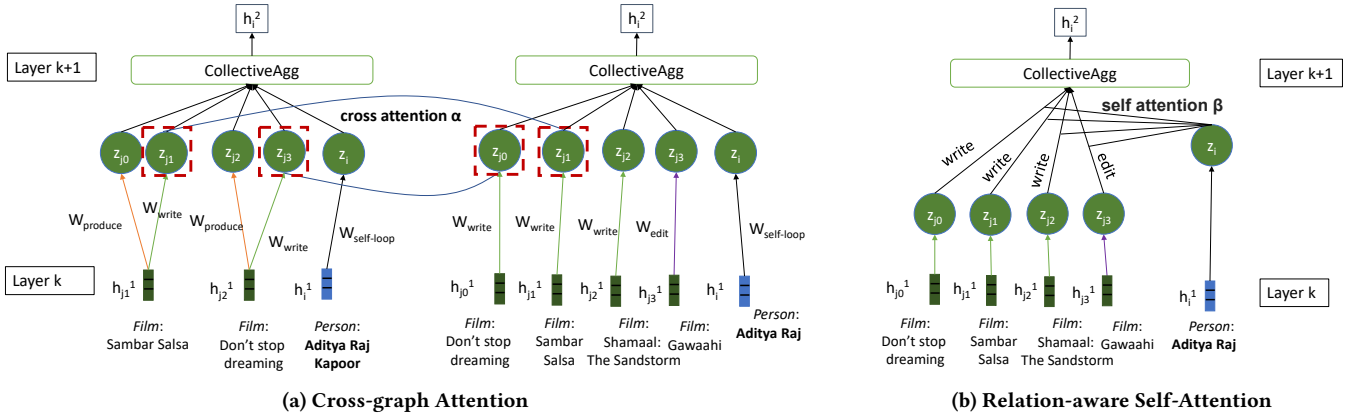 h_i^2
h_i^2
h_i^2
Layer k+1
CollectiveAgg
CollectiveAgg
CollectiveAgg
Layer k+1
cross attention α
self attention β
z_j0
z_j1
z_j2
z_j3
z_i
z_j0
z_j1
z_j2
z_j3
z_i
z_i
write
write
write
edit
z_j0
z_j1
z_j2
z_j3
W_produce
W_write
W_produce
W_write
W_self-loop
W_write
W_write
W_write
W_edit
W_self-loop
Layer k
h_j1^1
h_j2^1
h_i^1
h_j0^1
h_j1^1
h_j2^1
h_j3^1
h_i^1
h_j0^1
h_j1^1
h_j2^1
h_j3^1
h_i^1
Layer k
Film:
Sambar Salsa
Film:
Don't stop
dreaming
Person:
Aditya Raj
Kapoor
Film:
Don't stop
dreaming
Film:
Sambar
Salsa
Film:
Shamaal:
The Sandstorm
Film:
Gawaahi
Person:
Aditya Raj
Film:
Don't stop
dreaming
Film:
Sambar
Salsa
Film:
Shamaal:
The Sandstorm
Film:
Gawaahi
Person:
Aditya Raj
(a) Cross-graph Attention
(b) Relation-aware Self-Attention